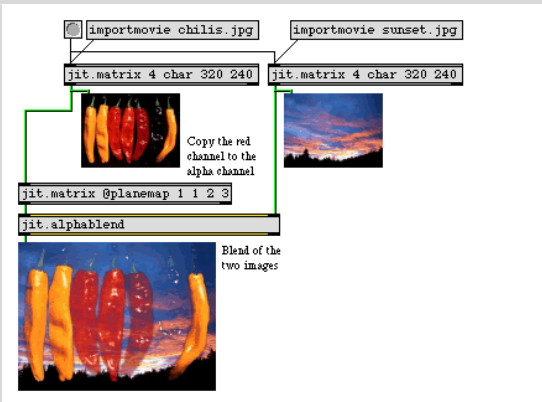 importmovie chilis.jpg
importmovie sunset.jpg
jit.matrix 4 char 320 240
jit.matrix 4 char 320 240
Copy the red
channel to the
alpha channel
jit.matrix @planemap 1 1 2 3
jit.alphablend
Blend of the
two images